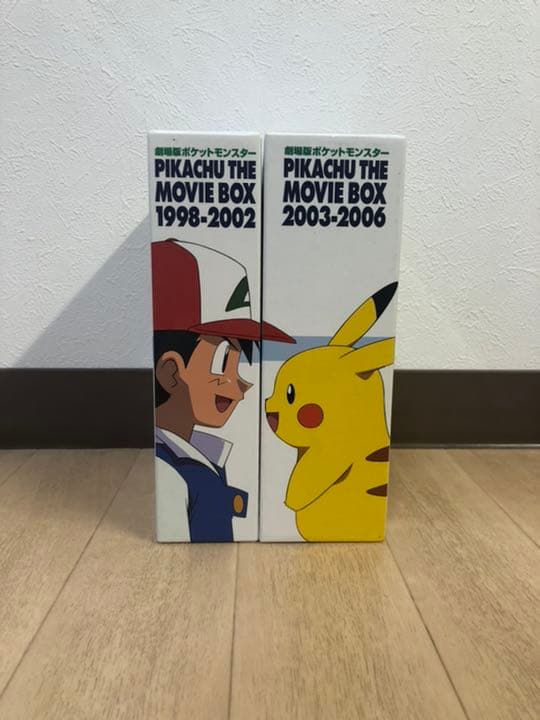 劇場版ポケットモンスター
PIKACHU THE
MOVIE BOX
1998-2002
劇場版ポケットモンスター
PIKACHU THE
MOVIE BOX
2003-2006